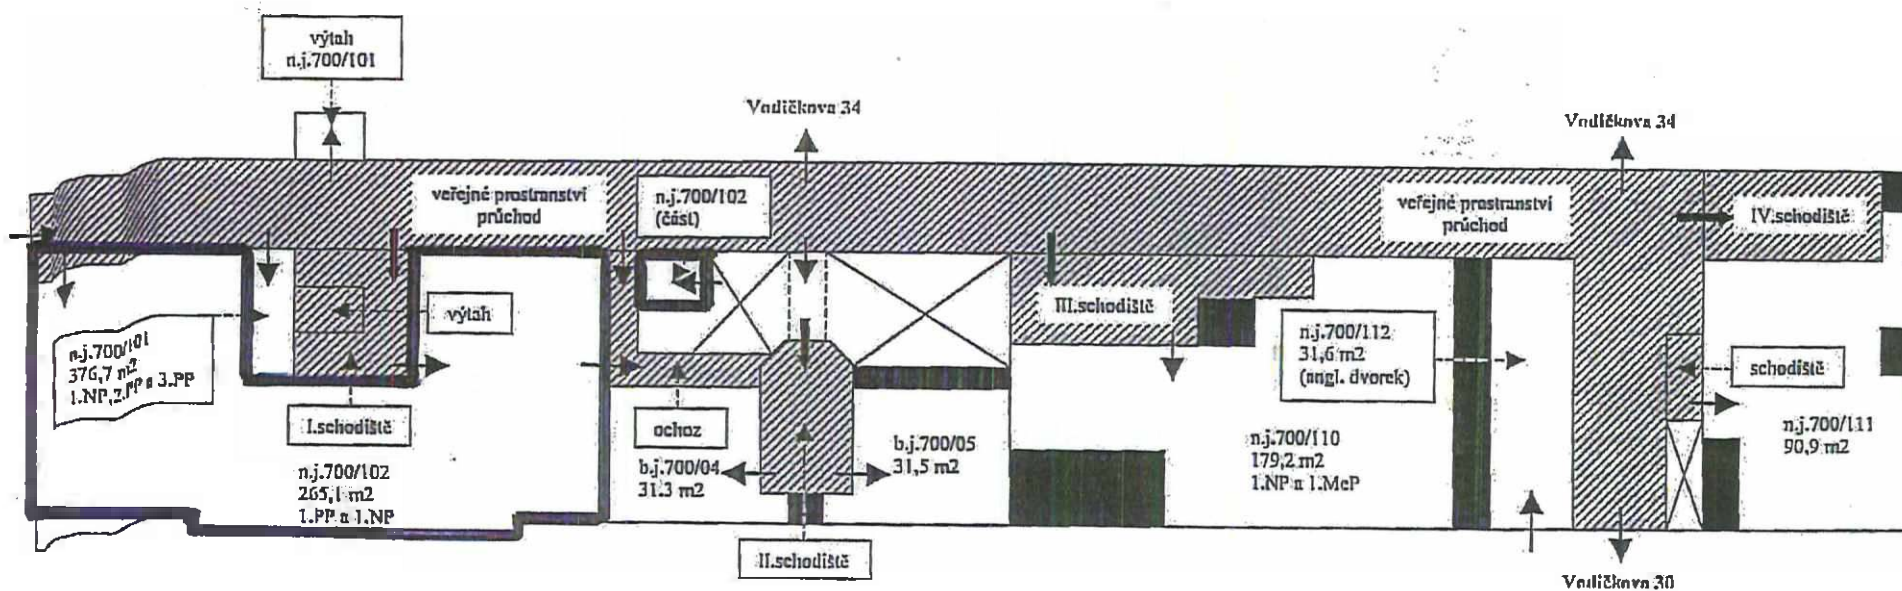 výtah
n.j.700/101
Vodičkova 34
Vodičkova 34
veřejné prostranství
průchod
n.j.700/102
(část)
veřejné prostranství
průchod
IV.schodiště
výtah
III.schodiště
n.j.700/101
376,7 m2
1.NP,2.PP a 3.PP
n.j.700/112
31,6 m2
(angl. dvorek)
schodiště
I.schodiště
ochoz
n.j.700/102
265,1 m2
1.PP a 1.NP
b.j.700/04
31.3 m2
b.j.700/05
31,5 m2
n.j.700/110
179,2 m2
1.NP a 1.MeP
n.j.700/111
90,9 m2
II.schodiště
Vodičkova 30